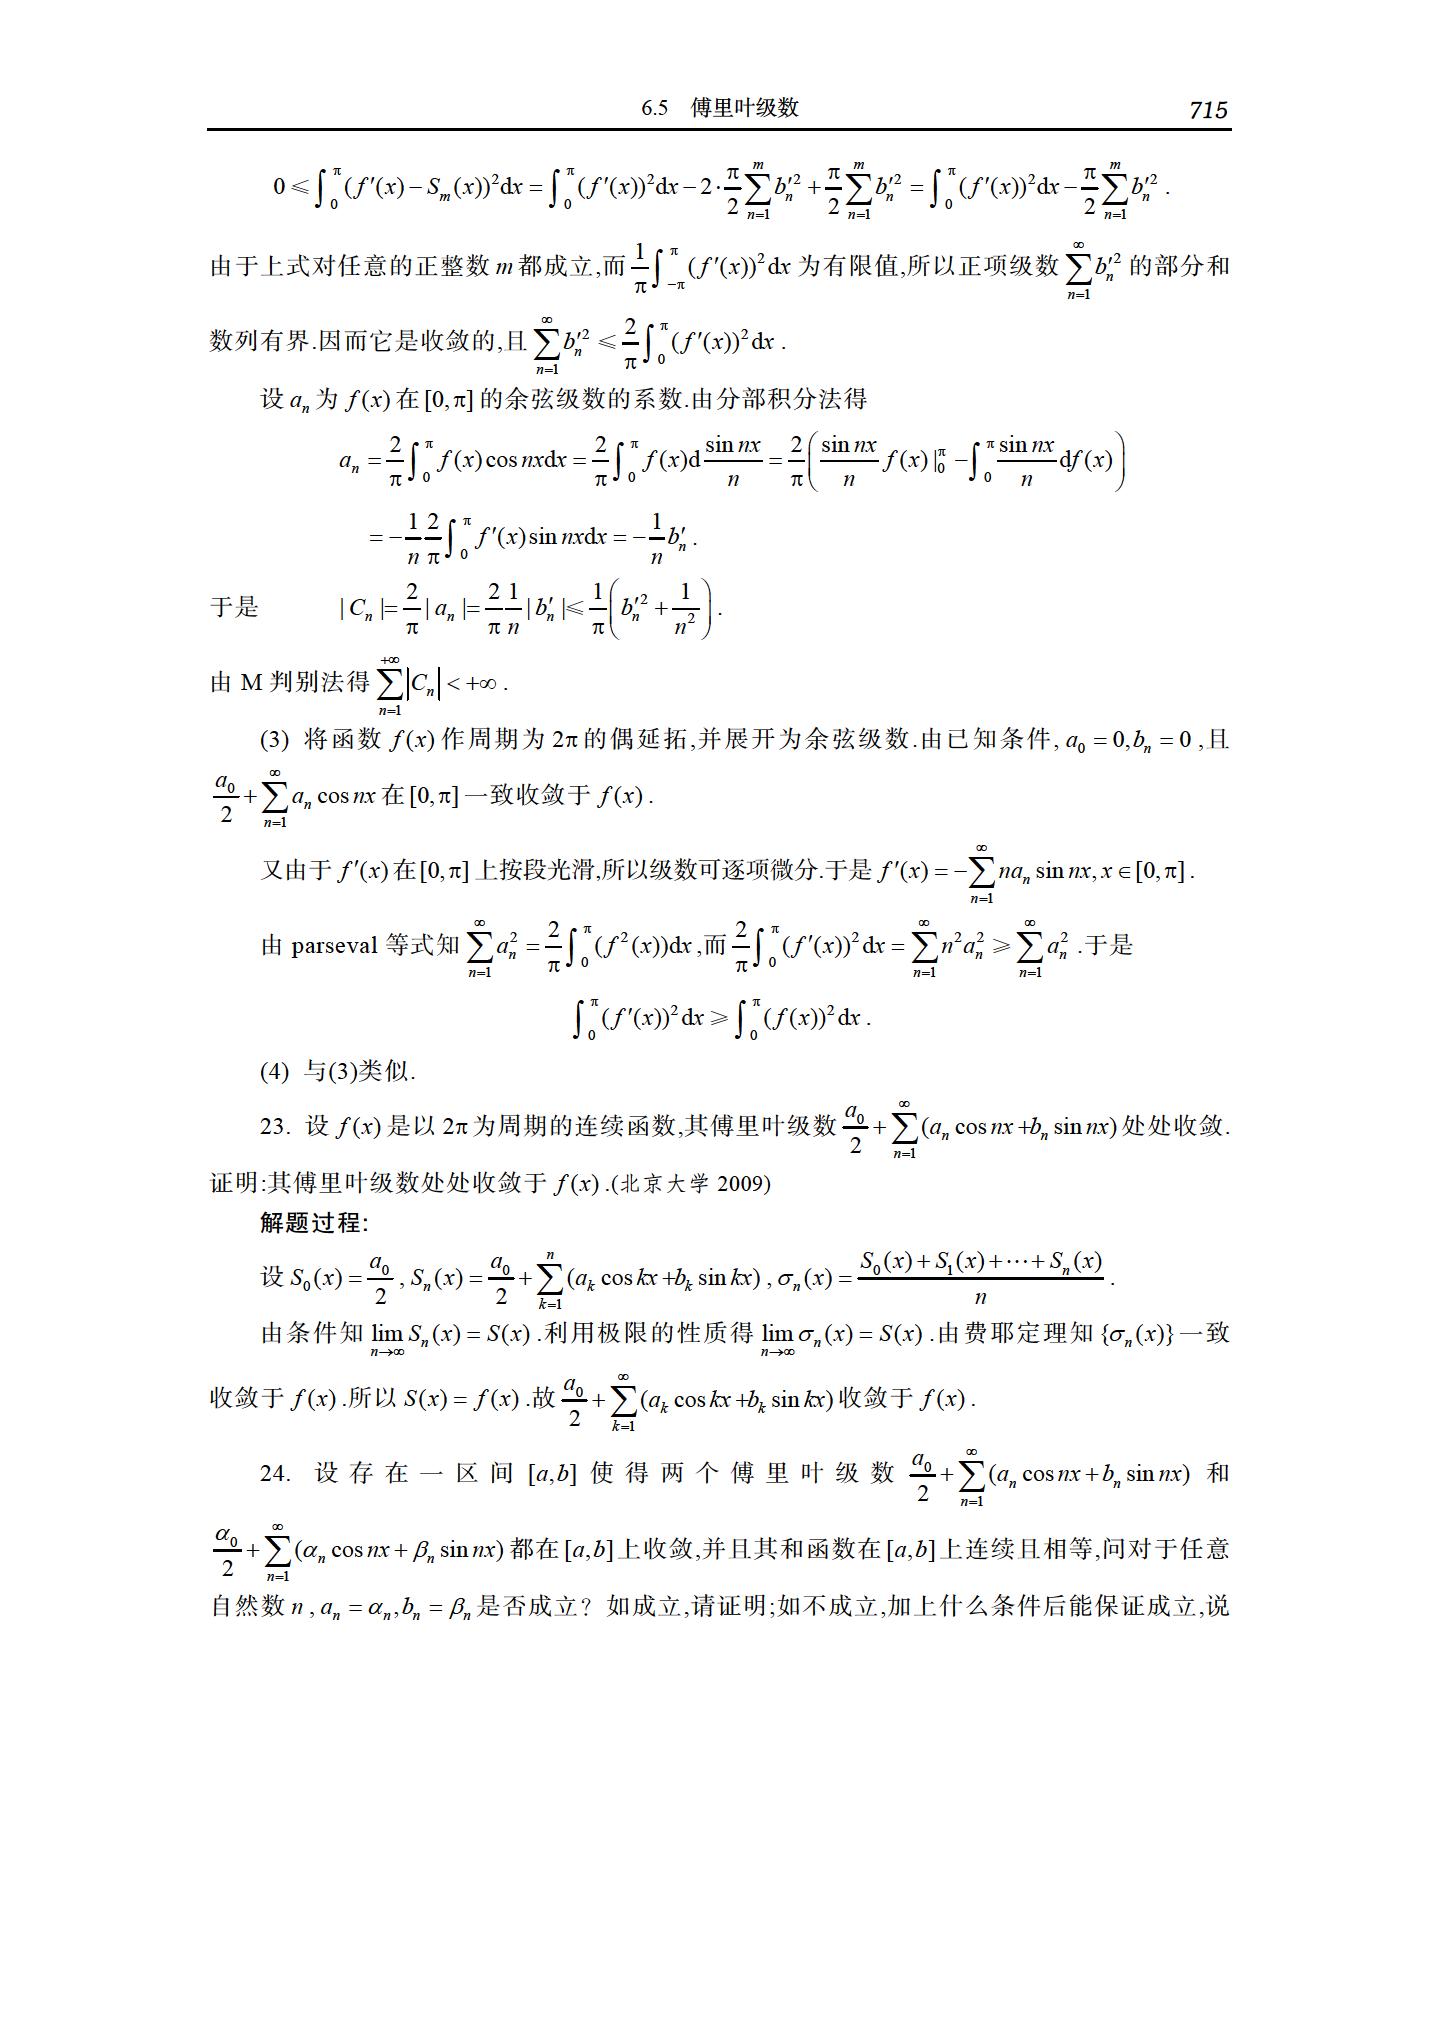 6.5 傅里叶级数 715
$0\leqslant\int_0^{\pi}(f'(x)-S_m(x))^2\mathrm{d}x=\int_0^{\pi}(f'(x))^2\mathrm{d}x-2\cdot\frac{\pi}{2}\sum_{n=1}^{m}b_n'^2+\frac{\pi}{2}\sum_{n=1}^{m}b_n'^2=\int_0^{\pi}(f'(x))^2\mathrm{d}x-\frac{\pi}{2}\sum_{n=1}^{m}b_n'^2$.
由于上式对任意的正整数 $m$ 都成立,而 $\frac{1}{\pi}\int_{-\pi}^{\pi}(f'(x))^2\mathrm{d}x$ 为有限值,所以正项级数 $\sum_{n=1}^{\infty}b_n'^2$ 的部分和
数列有界.因而它是收敛的,且 $\sum_{n=1}^{\infty}b_n'^2\leqslant\frac{2}{\pi}\int_0^{\pi}(f'(x))^2\mathrm{d}x$.
设 $a_n$ 为 $f(x)$ 在 $[0,\pi]$ 的余弦级数的系数.由分部积分法得
$a_n=\frac{2}{\pi}\int_0^{\pi}f(x)\cos nx\mathrm{d}x=\frac{2}{\pi}\int_0^{\pi}f(x)\mathrm{d}\frac{\sin nx}{n}=\frac{2}{\pi}\left(\frac{\sin nx}{n}f(x)|_0^{\pi}-\int_0^{\pi}\frac{\sin nx}{n}\mathrm{d}f(x)\right)$
$=-\frac{1}{n}\frac{2}{\pi}\int_0^{\pi}f'(x)\sin nx\mathrm{d}x=-\frac{1}{n}b_n'$.
于是 $|C_n|=\frac{2}{\pi}|a_n|=\frac{2}{\pi}\frac{1}{n}|b_n'|\leqslant\frac{1}{\pi}\left(b_n'^2+\frac{1}{n^2}\right)$.
由 M 判别法得 $\sum_{n=1}^{+\infty}|C_n|<+\infty$.
(3) 将函数 $f(x)$ 作周期为 $2\pi$ 的偶延拓,并展开为余弦级数.由已知条件, $a_0=0,b_n=0$,且
$\frac{a_0}{2}+\sum_{n=1}^{\infty}a_n\cos nx$ 在 $[0,\pi]$ 一致收敛于 $f(x)$.
又由于 $f'(x)$ 在 $[0,\pi]$ 上按段光滑,所以级数可逐项微分.于是 $f'(x)=-\sum_{n=1}^{\infty}na_n\sin nx,x\in[0,\pi]$.
由 parseval 等式知 $\sum_{n=1}^{\infty}a_n^2=\frac{2}{\pi}\int_0^{\pi}(f^2(x))\mathrm{d}x$,而 $\frac{2}{\pi}\int_0^{\pi}(f'(x))^2\mathrm{d}x=\sum_{n=1}^{\infty}n^2a_n^2\geqslant\sum_{n=1}^{\infty}a_n^2$.于是
$\int_0^{\pi}(f'(x))^2\mathrm{d}x\geqslant\int_0^{\pi}(f(x))^2\mathrm{d}x$.
(4) 与(3)类似.
23. 设 $f(x)$ 是以 $2\pi$ 为周期的连续函数,其傅里叶级数 $\frac{a_0}{2}+\sum_{n=1}^{\infty}(a_n\cos nx+b_n\sin nx)$ 处处收敛.
证明:其傅里叶级数处处收敛于 $f(x)$.(北京大学 2009)
解题过程:
设 $S_0(x)=\frac{a_0}{2},S_n(x)=\frac{a_0}{2}+\sum_{k=1}^{n}(a_k\cos kx+b_k\sin kx),\sigma_n(x)=\frac{S_0(x)+S_1(x)+\cdots+S_n(x)}{n}$.
由条件知 $\lim_{n\to\infty}S_n(x)=S(x)$.利用极限的性质得 $\lim_{n\to\infty}\sigma_n(x)=S(x)$.由费耶定理知 $\{\sigma_n(x)\}$ 一致
收敛于 $f(x)$.所以 $S(x)=f(x)$.故 $\frac{a_0}{2}+\sum_{k=1}^{\infty}(a_k\cos kx+b_k\sin kx)$ 收敛于 $f(x)$.
24. 设存在一区间 $[a,b]$ 使得两个傅里叶级数 $\frac{a_0}{2}+\sum_{n=1}^{\infty}(a_n\cos nx+b_n\sin nx)$ 和
$\frac{\alpha_0}{2}+\sum_{n=1}^{\infty}(\alpha_n\cos nx+\beta_n\sin nx)$ 都在 $[a,b]$ 上收敛,并且其和函数在 $[a,b]$ 上连续且相等,问对于任意
自然数 $n$, $a_n=\alpha_n,b_n=\beta_n$ 是否成立？如成立,请证明;如不成立,加上什么条件后能保证成立,说